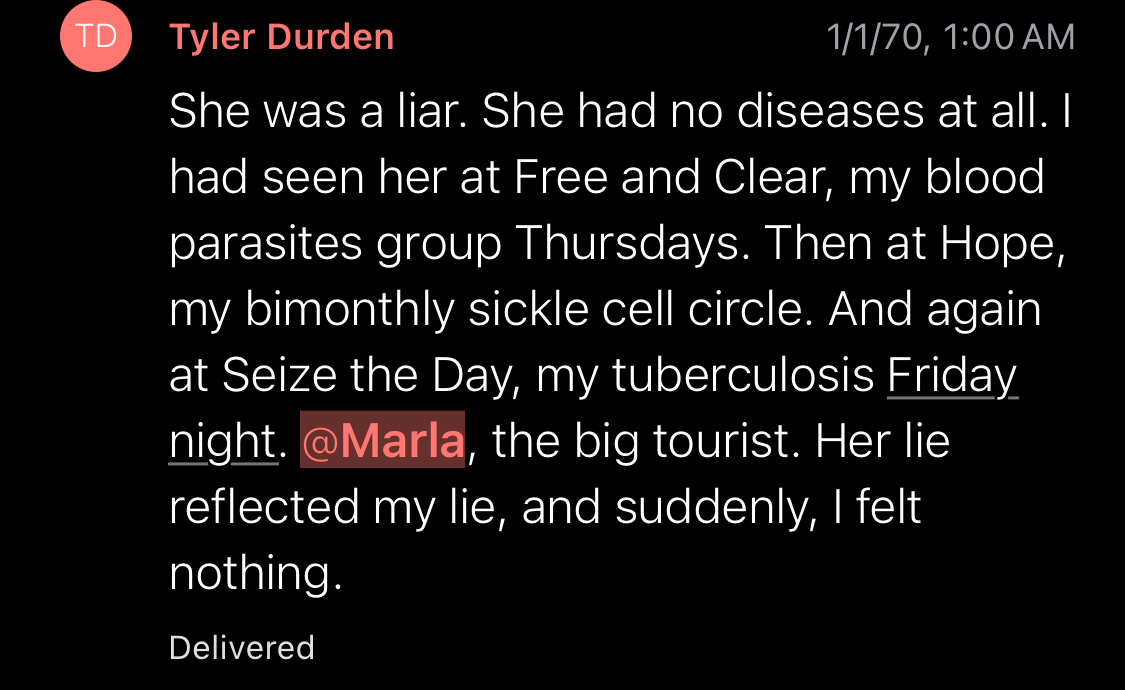 TD
Tyler Durden
1/1/70, 1:00 AM
She was a liar. She had no diseases at all. I
had seen her at Free and Clear, my blood
parasites group Thursdays. Then at Hope,
my bimonthly sickle cell circle. And again
at Seize the Day, my tuberculosis Friday
night. @Marla, the big tourist. Her lie
reflected my lie, and suddenly, I felt
nothing.
Delivered